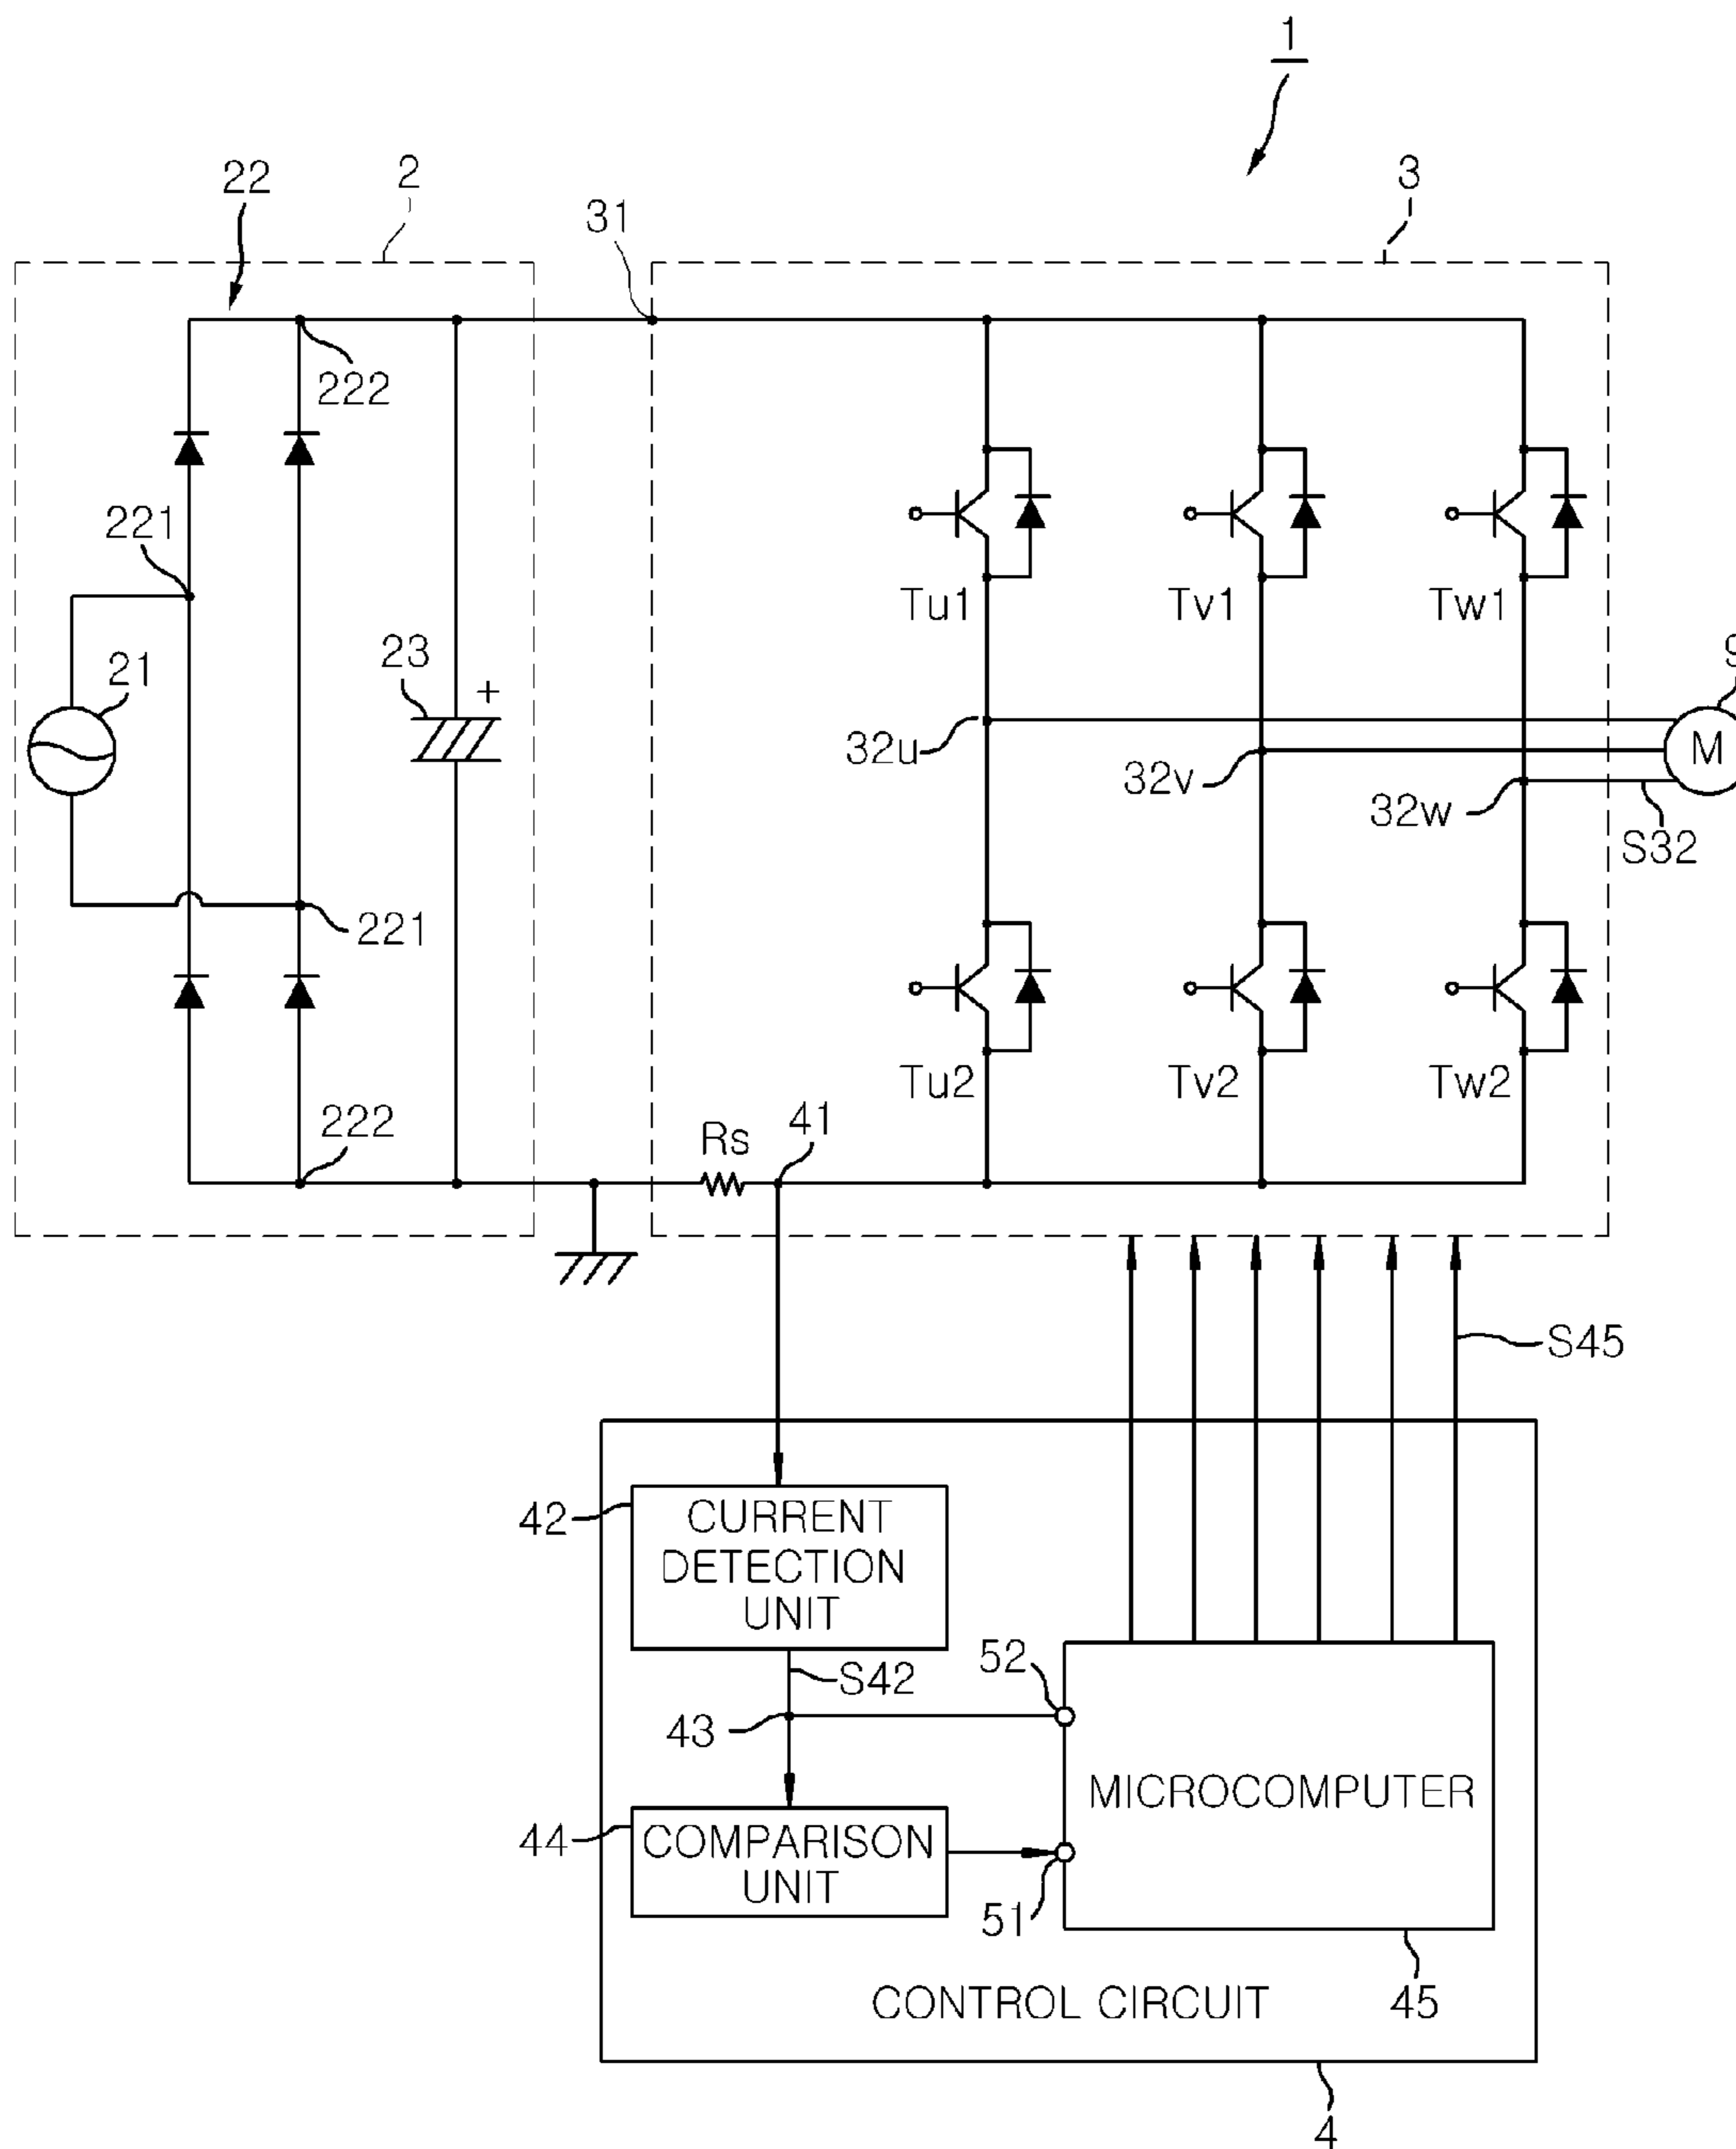 1
22
2
31
3
222
221
21
23
+
Tu1
Tv1
Tw1
9
M
32u
32v
32w
S32
221
Tu2
Tv2
Tw2
222
Rs
41
S45
42
CURRENT
DETECTION
UNIT
S42
52
43
MICROCOMPUTER
44
COMPARISON
UNIT
51
45
CONTROL CIRCUIT
4